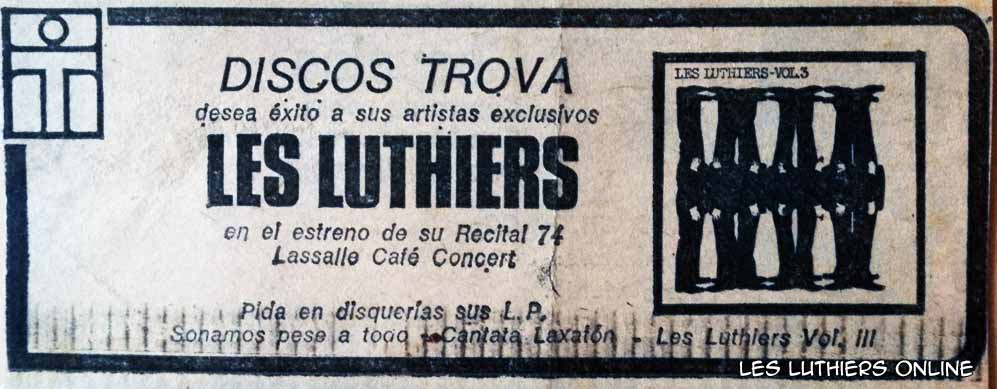 DISCOS TROVA
desea éxito a sus artistas exclusivos
LES LUTHIERS
en el estreno de su Recital 74
Lassalle Café Concert
Pida en disquerías sus L.P.
Sonamos pese a todo - Cantata Laxatón - Les Luthiers Vol. III
LES LUTHIERS-VOL.3
LES LUTHIERS ONLINE